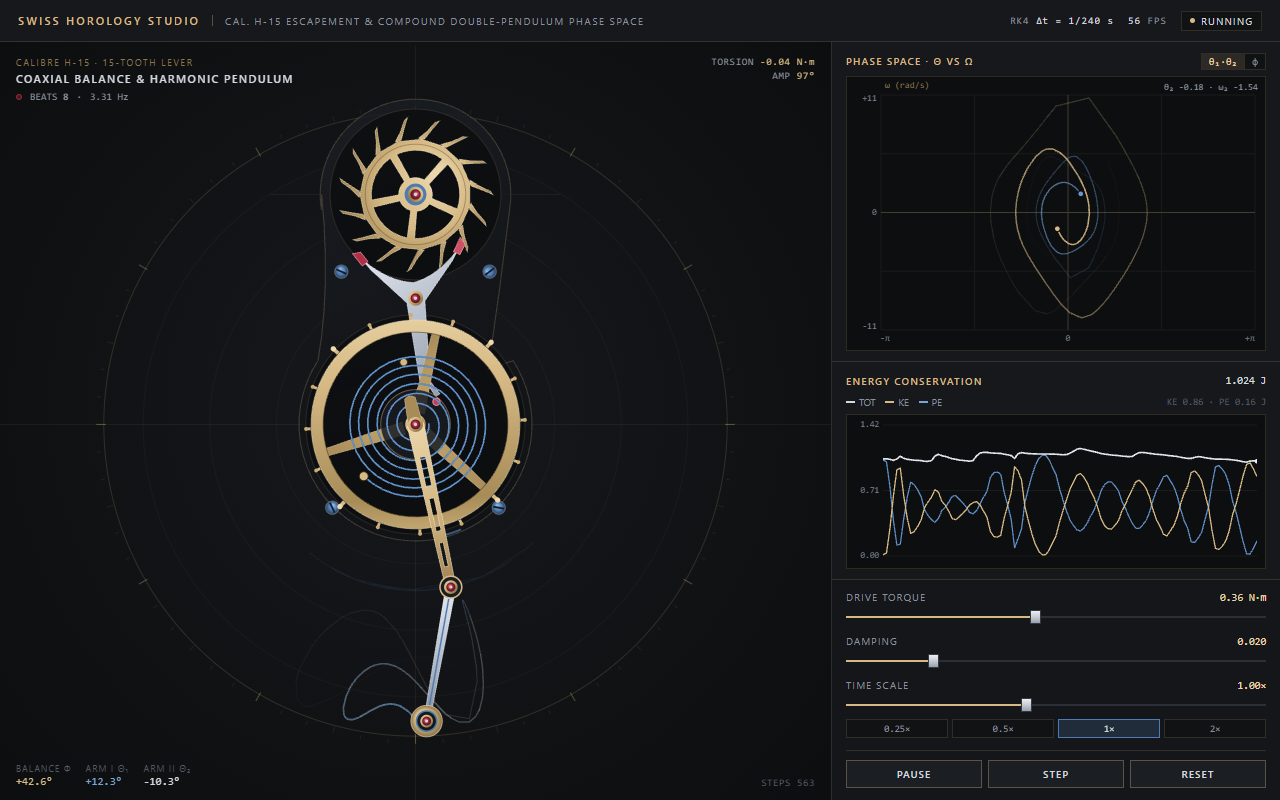 SWISS HOROLOGY STUDIO | CAL. H-15 ESCAPEMENT & COMPOUND DOUBLE-PENDULUM PHASE SPACE
RK4 Δt = 1/240 s 56 FPS RUNNING
CALIBRE H-15 · 15-TOOTH LEVER
COAXIAL BALANCE & HARMONIC PENDULUM
BEATS 8 · 3.31 Hz
TORSION -0.04 N·m
AMP 97°
BALANCE Φ ARM I Θ₁ ARM II Θ₂
+42.6° +12.3° -10.3°
STEPS 563
PHASE SPACE · Θ VS Ω
θ₁·θ₂ ϕ
ω (rad/s)
θ₂ -0.18 · ω₂ -1.54
+11
0
-11
-π 0 +π
ENERGY CONSERVATION 1.024 J
TOT KE PE KE 0.86 · PE 0.16 J
1.42
0.71
0.00
DRIVE TORQUE 0.36 N·m
DAMPING 0.020
TIME SCALE 1.00×
0.25× 0.5× 1× 2×
PAUSE STEP RESET